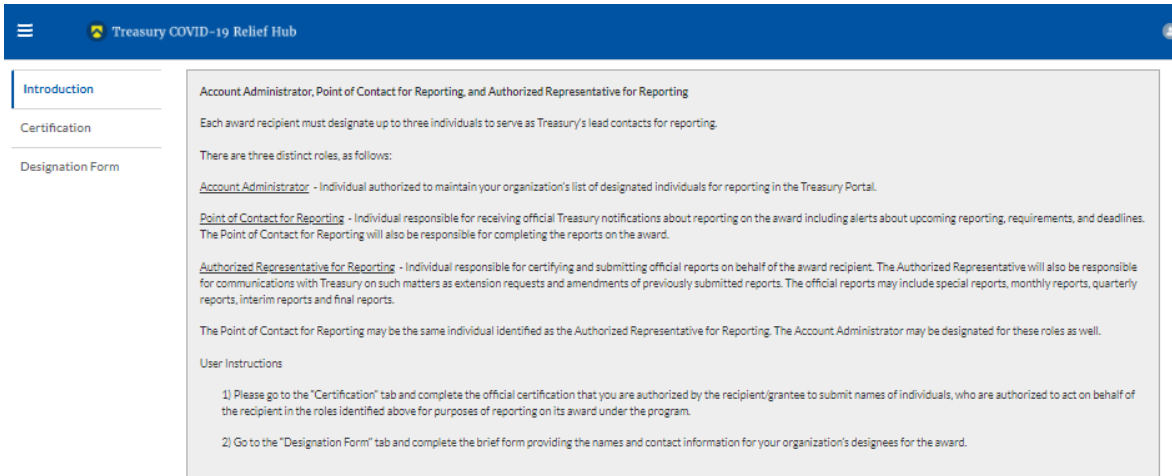 Treasury COVID-19 Relief Hub
Introduction
Certification
Designation Form
Account Administrator, Point of Contact for Reporting, and Authorized Representative for Reporting
Each award recipient must designate up to three individuals to serve as Treasury's lead contacts for reporting.
There are three distinct roles, as follows:
Account Administrator - Individual authorized to maintain your organization's list of designated individuals for reporting in the Treasury Portal.
Point of Contact for Reporting - Individual responsible for receiving official Treasury notifications about reporting on the award including alerts about upcoming reporting, requirements, and deadlines.
The Point of Contact for Reporting will also be responsible for completing the reports on the award.
Authorized Representative for Reporting - Individual responsible for certifying and submitting official reports on behalf of the award recipient. The Authorized Representative will also be responsible
for communications with Treasury on such matters as extension requests and amendments of previously submitted reports. The official reports may include special reports, monthly reports, quarterly
reports, interim reports and final reports.
The Point of Contact for Reporting may be the same individual identified as the Authorized Representative for Reporting. The Account Administrator may be designated for these roles as well.
User Instructions
1) Please go to the "Certification" tab and complete the official certification that you are authorized by the recipient/grantee to submit names of individuals, who are authorized to act on behalf of
the recipient in the roles identified above for purposes of reporting on its award under the program.
2) Go to the "Designation Form" tab and complete the brief form providing the names and contact information for your organization's designees for the award.